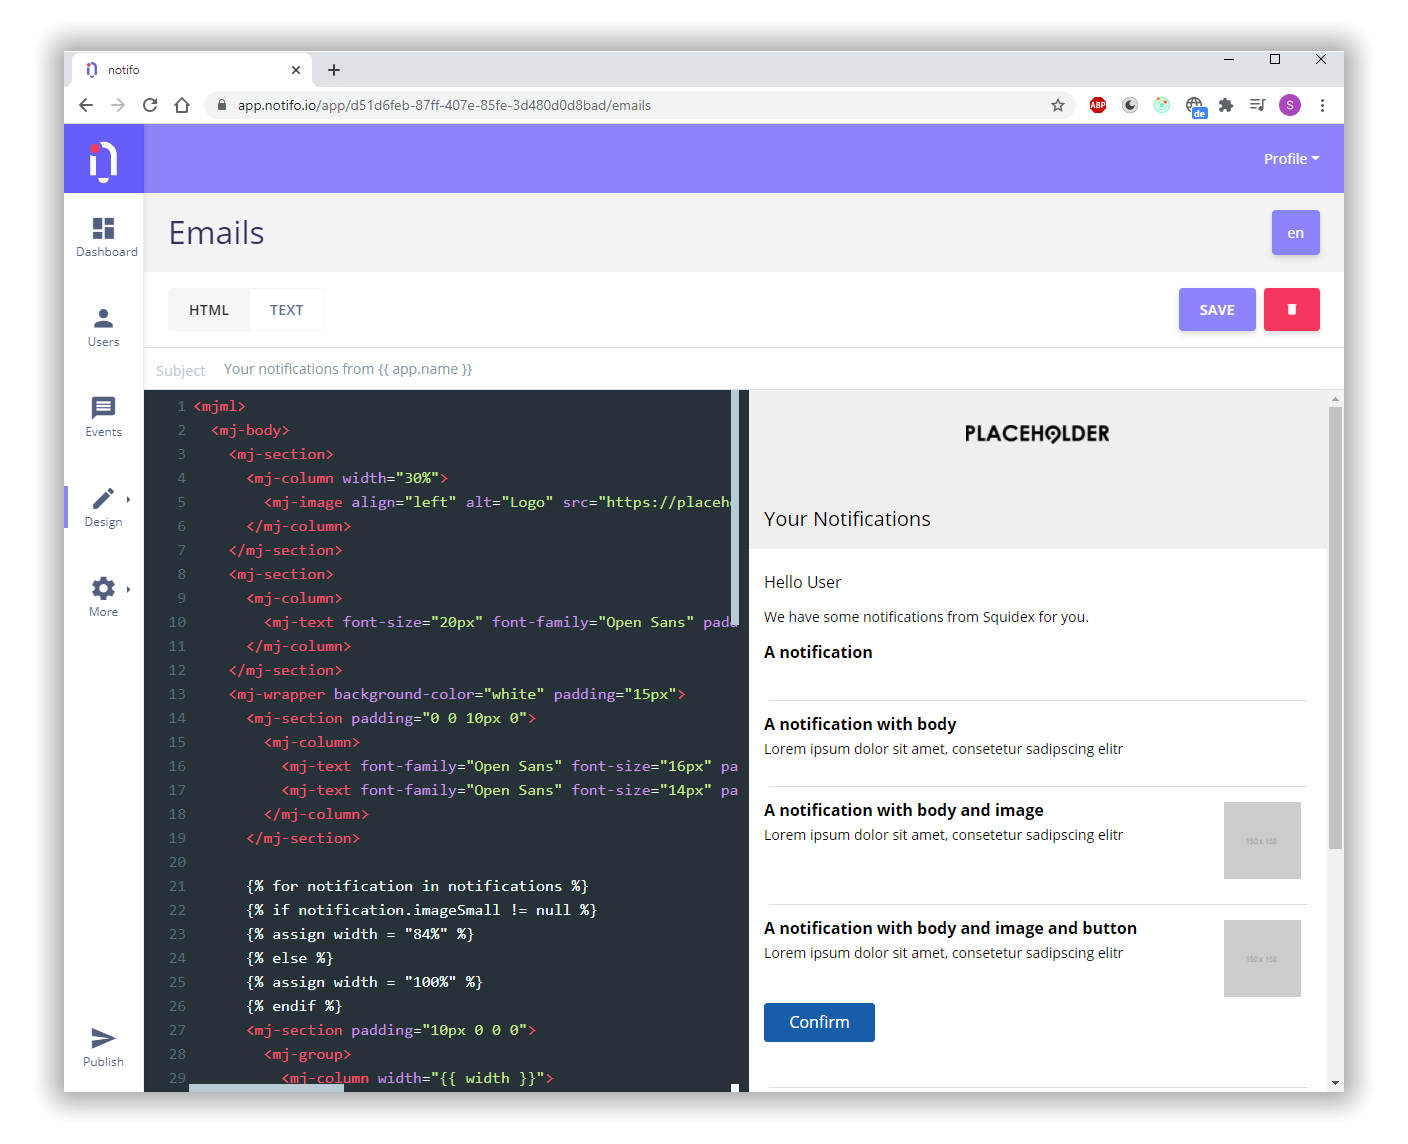 notifo
app.notifo.io/app/d51d6feb-87ff-407e-85fe-3d480d0d8bad/emails
ABP
de
S
Profile
Dashboard
Users
Events
Design
More
Publish
Emails
en
HTML TEXT
SAVE
Subject Your notifications from {{ app.name }}
1 <mjml>
2 <mj-body>
3 <mj-section>
4 <mj-column width="30%">
5 <mj-image align="left" alt="Logo" src="https://placeh
6 </mj-column>
7 </mj-section>
8 <mj-section>
9 <mj-column>
10 <mj-text font-size="20px" font-family="Open Sans" padd
11 </mj-column>
12 </mj-section>
13 <mj-wrapper background-color="white" padding="15px">
14 <mj-section padding="0 0 10px 0">
15 <mj-column>
16 <mj-text font-family="Open Sans" font-size="16px" pa
17 <mj-text font-family="Open Sans" font-size="14px" pa
18 </mj-column>
19 </mj-section>
20
21 {% for notification in notifications %}
22 {% if notification.imageSmall != null %}
23 {% assign width = "84%" %}
24 {% else %}
25 {% assign width = "100%" %}
26 {% endif %}
27 <mj-section padding="10px 0 0 0">
28 <mj-group>
29 <mj-column width="{{ width }}">
PLACEHOLDER
Your Notifications
Hello User
We have some notifications from Squidex for you.
A notification
A notification with body
Lorem ipsum dolor sit amet, consetetur sadipscing elitr
A notification with body and image
Lorem ipsum dolor sit amet, consetetur sadipscing elitr
150 x 150
A notification with body and image and button
Lorem ipsum dolor sit amet, consetetur sadipscing elitr
150 x 150
Confirm